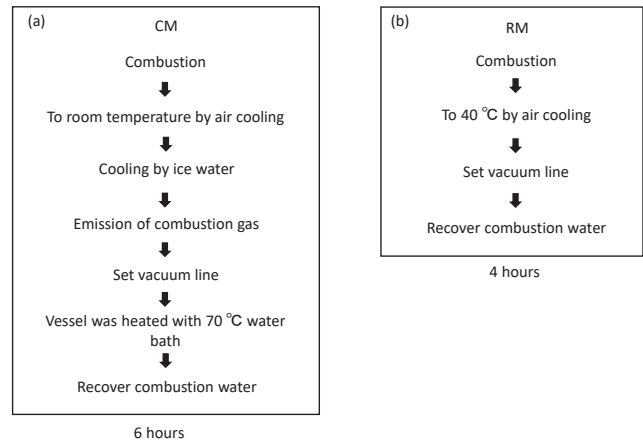 (a)
CM
Combustion
To room temperature by air cooling
Cooling by ice water
Emission of combustion gas
Set vacuum line
Vessel was heated with 70 ℃ water
bath
Recover combustion water
6 hours
(b)
RM
Combustion
To 40 ℃ by air cooling
Set vacuum line
Recover combustion water
4 hours